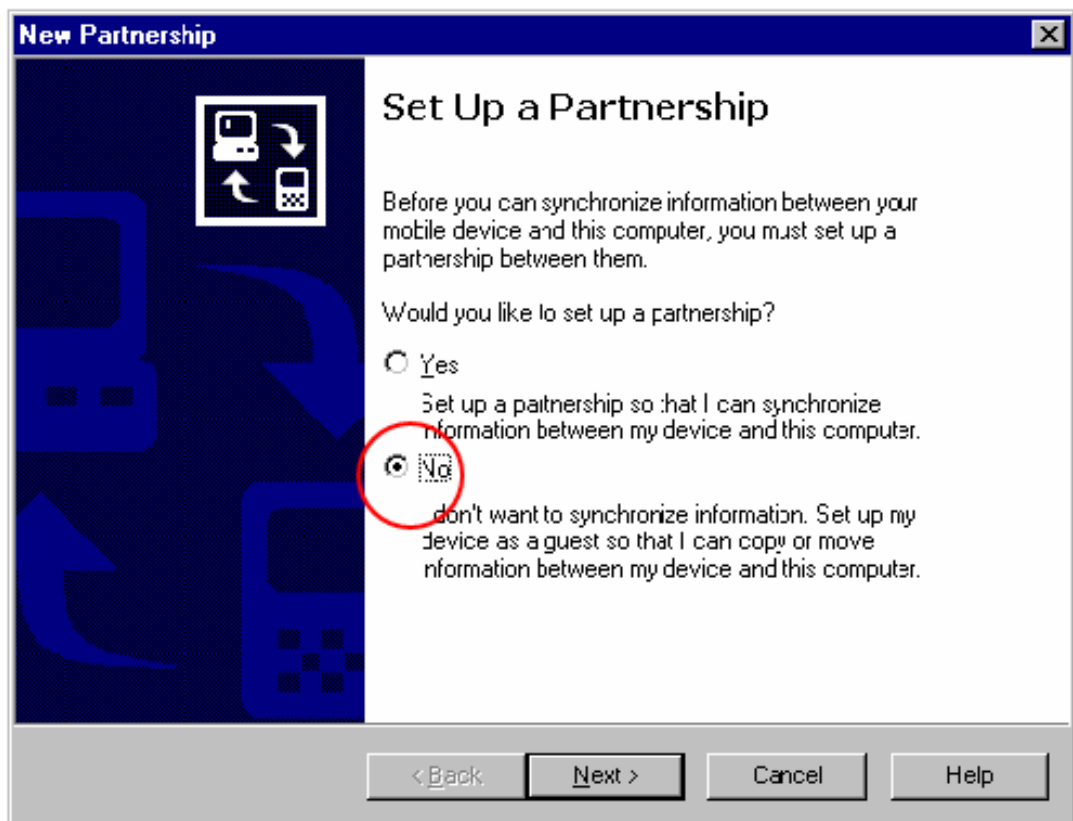 New Partnership
Set Up a Partnership
Before you can synchronize information between your
mobile device and this computer, you must set up a
partnership between them.
Would you like to set up a partnership?
Yes
Set up a partnership so that I can synchronize
information between my device and this computer.
No
I don't want to synchronize information. Set up my
device as a guest so that I can copy or move
information between my device and this computer.
< Back
Next >
Cancel
Help